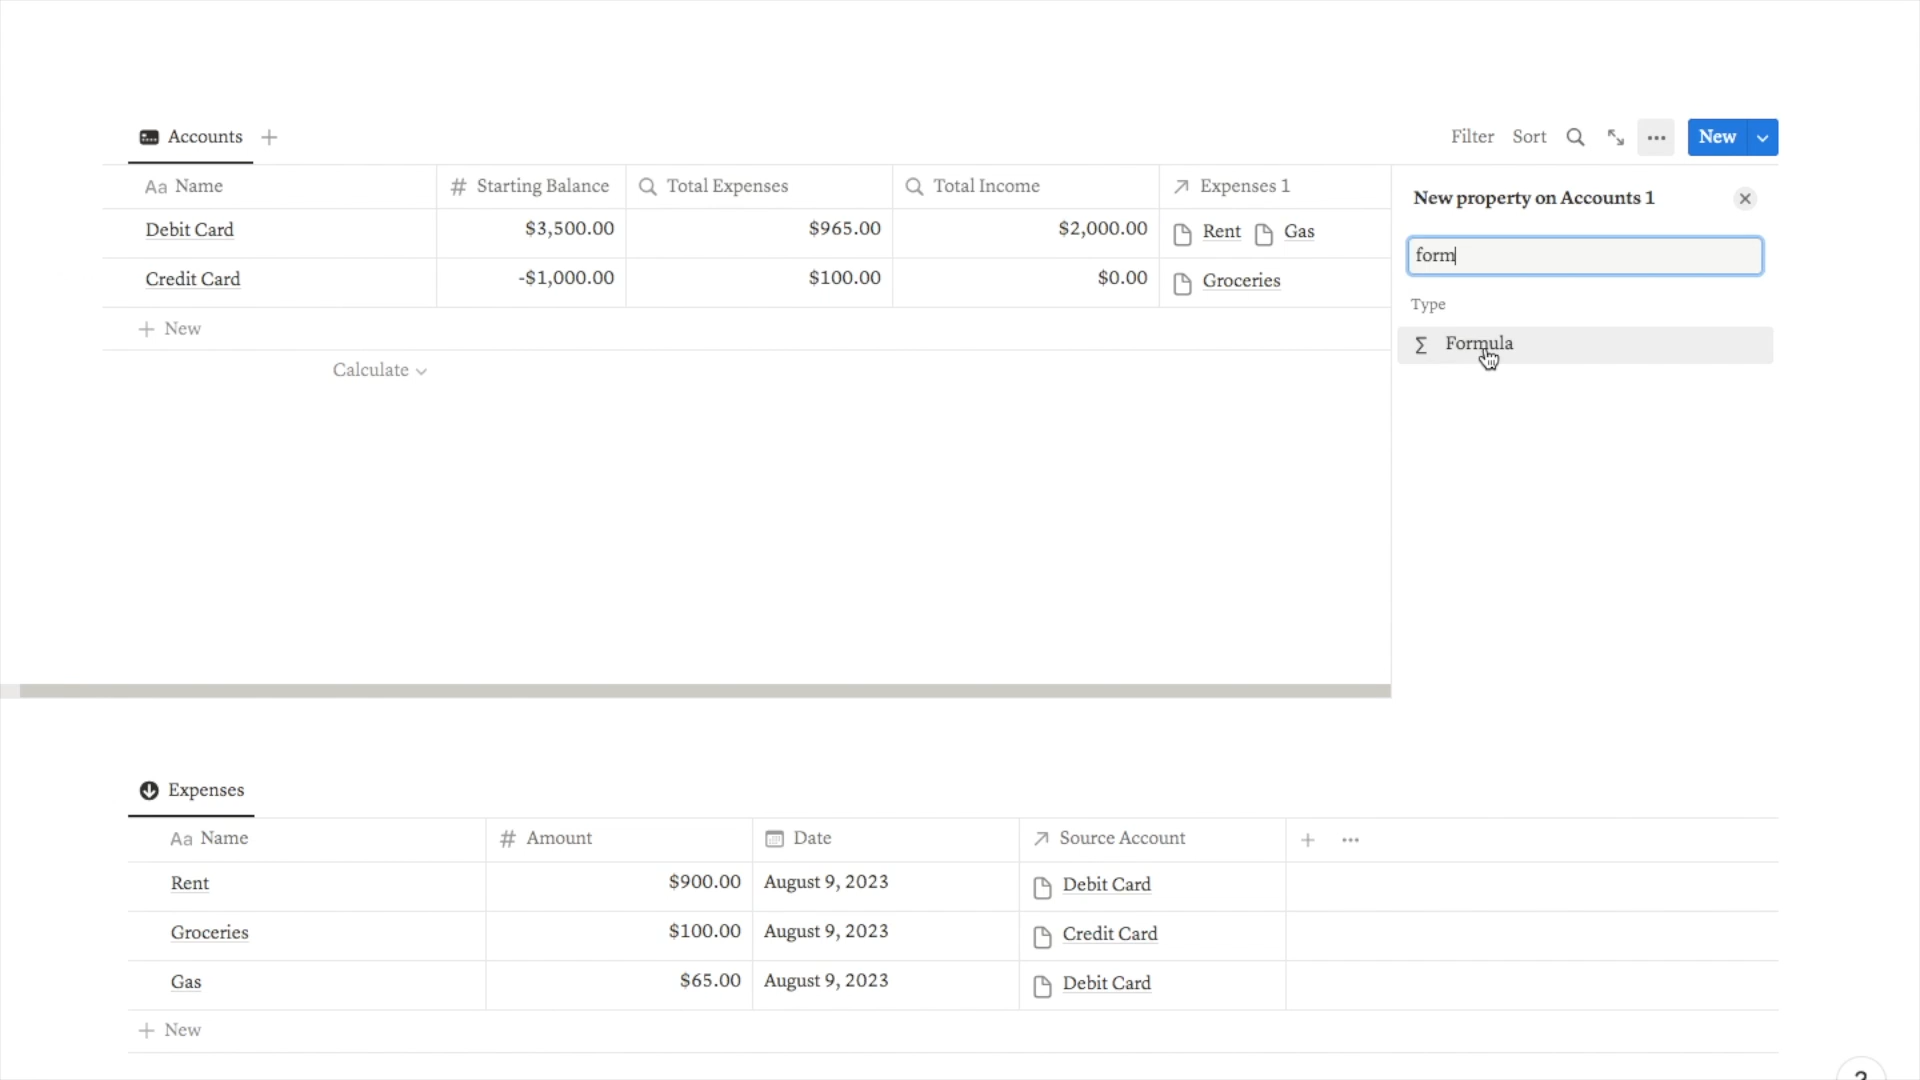 Accounts
Filter Sort New
Aa Name # Starting Balance Total Expenses Total Income Expenses 1
New property on Accounts 1
Debit Card $3,500.00 $965.00 $2,000.00 Rent Gas
form
Credit Card -$1,000.00 $100.00 $0.00 Groceries
Type
+ New
Σ Formula
Calculate
Expenses
Aa Name # Amount Date Source Account + ...
Rent $900.00 August 9, 2023 Debit Card
Groceries $100.00 August 9, 2023 Credit Card
Gas $65.00 August 9, 2023 Debit Card
+ New